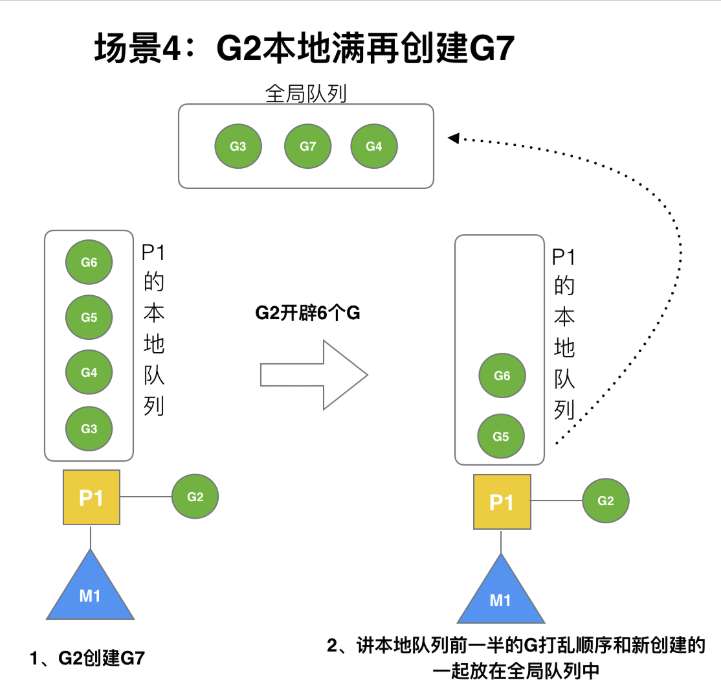 场景4：G2本地满再创建G7
全局队列
G3 G7 G4
G6
G5
G4
G3
P1
的
本
地
队
列
P1
G2
M1
1、G2创建G7
G2开辟6个G
P1
的
本
地
队
列
G6
G5
P1
G2
M1
2、讲本地队列前一半的G打乱顺序和新创建的
一起放在全局队列中